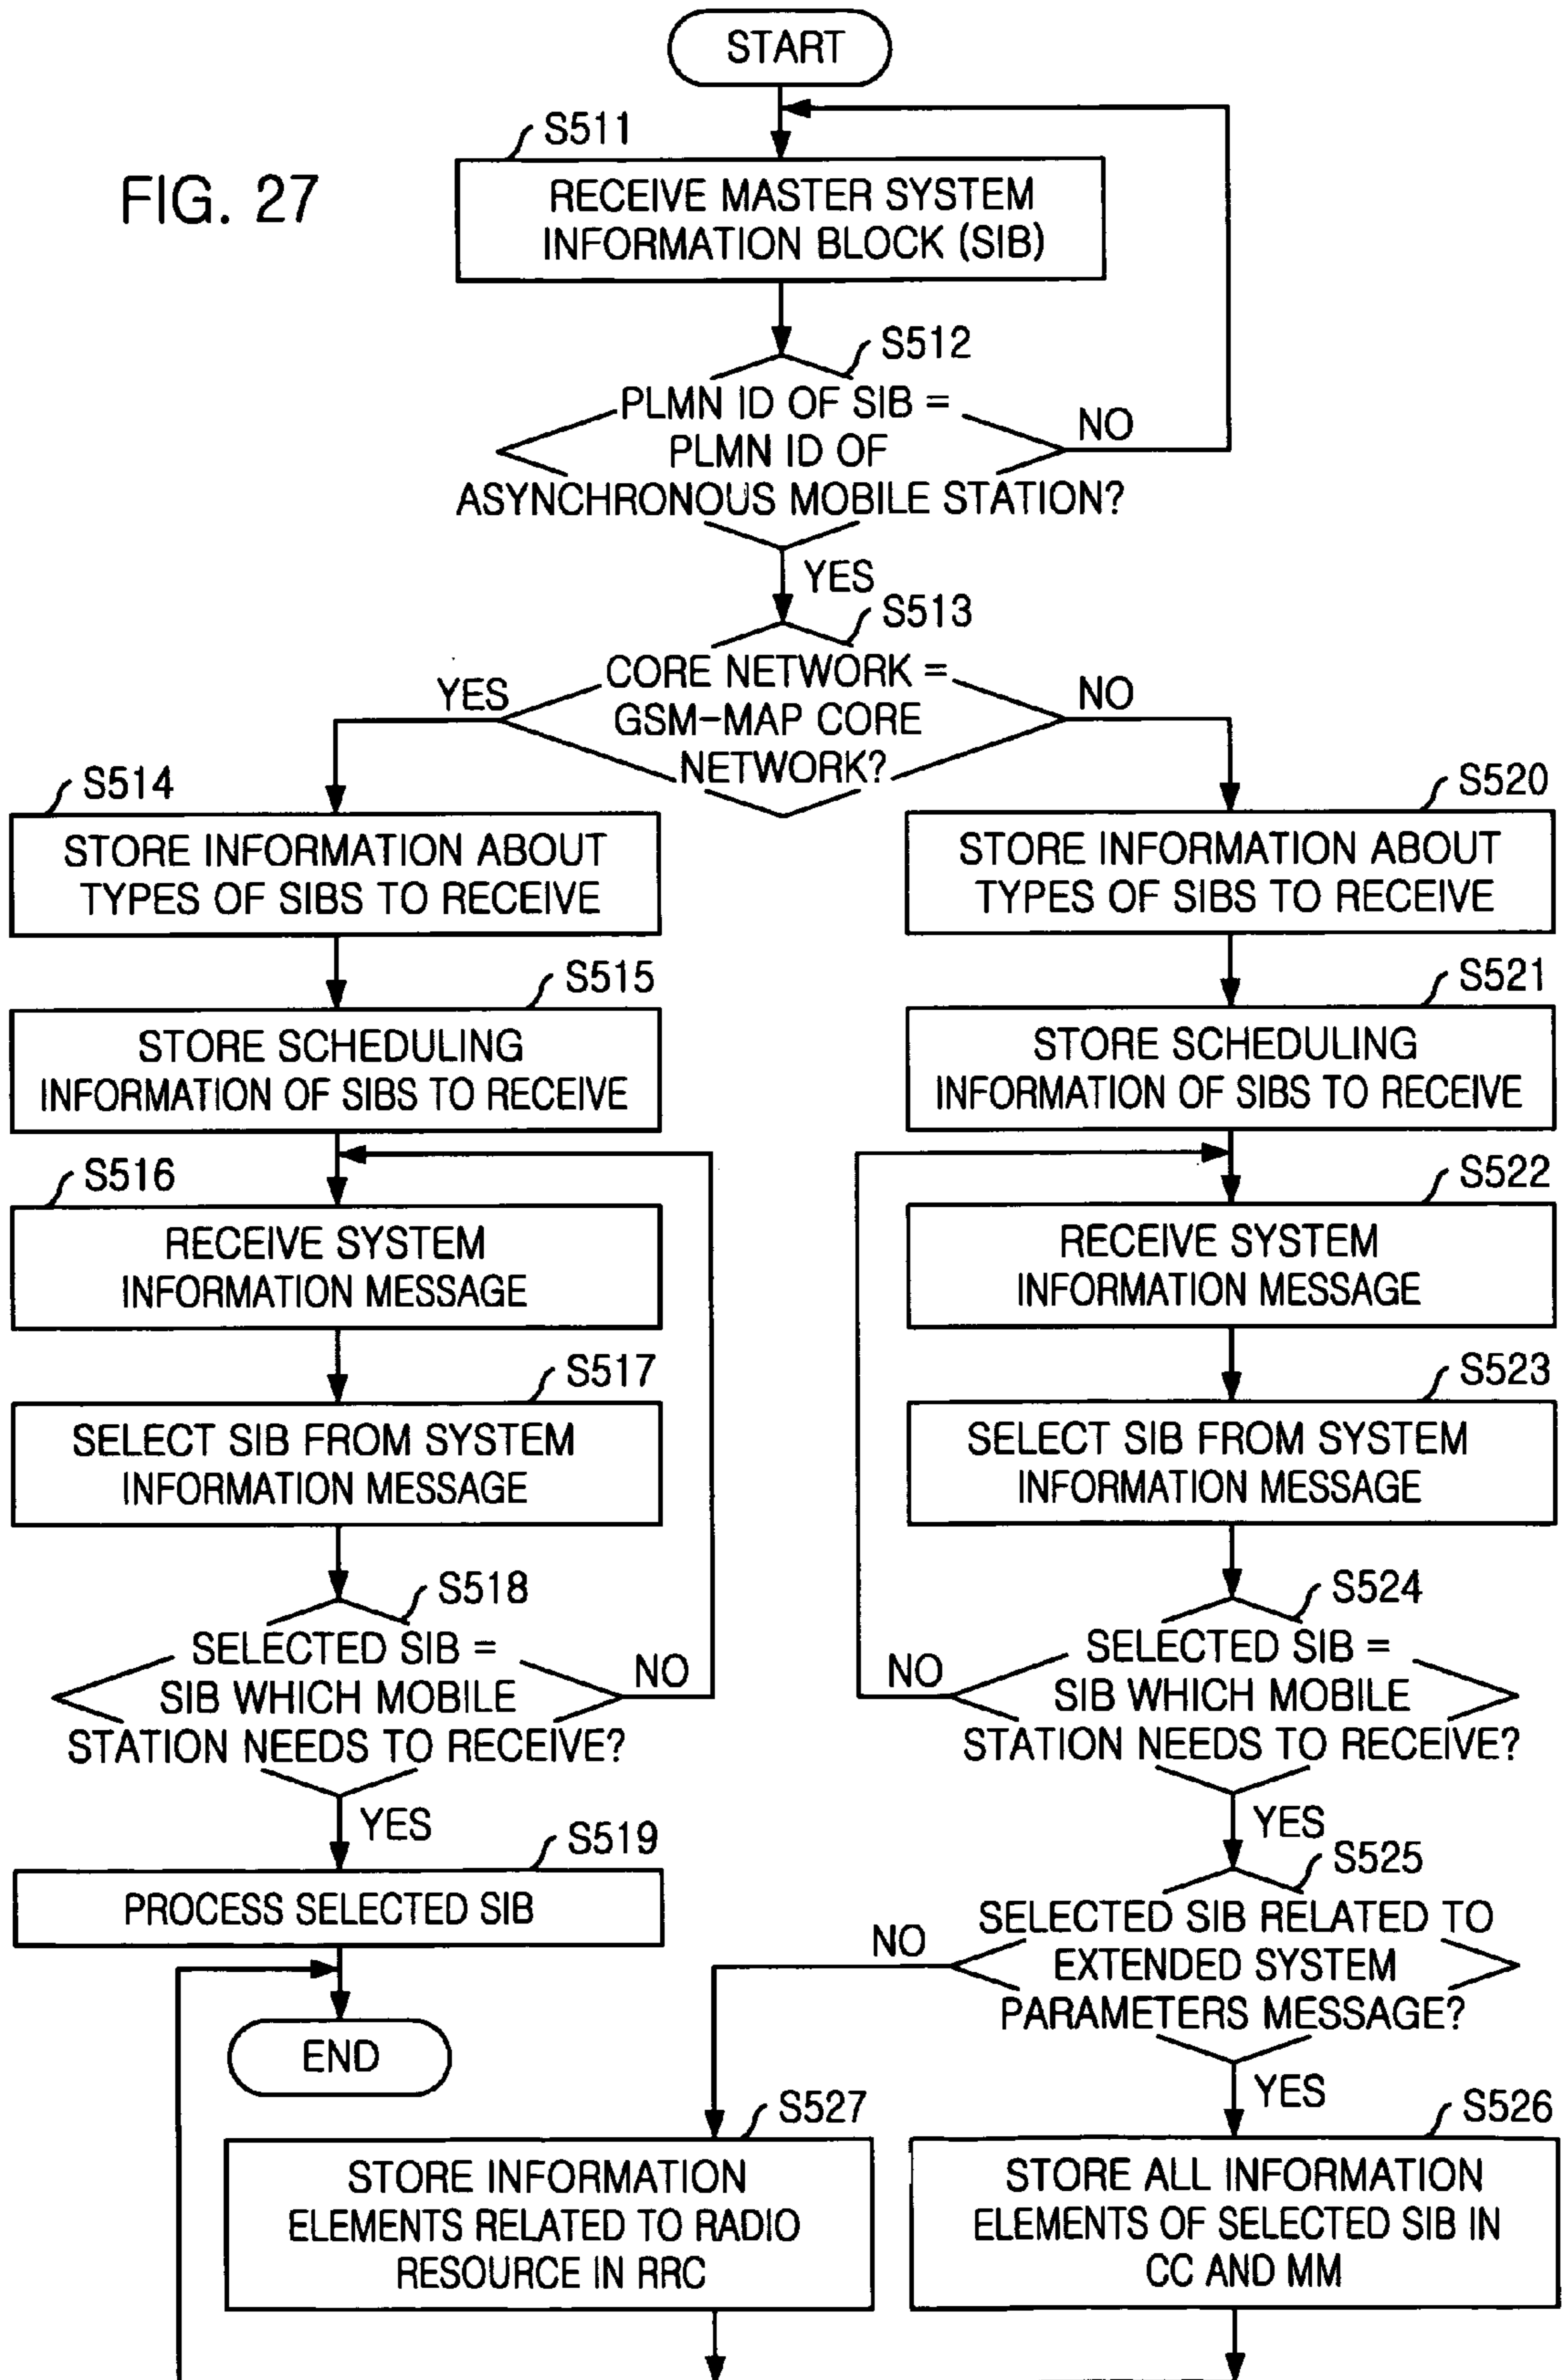 START
S511
FIG. 27
RECEIVE MASTER SYSTEM
INFORMATION BLOCK (SIB)
S512
PLMN ID OF SIB =
PLMN ID OF
ASYNCHRONOUS MOBILE STATION?
NO
YES
S513
CORE NETWORK =
GSM-MAP CORE
NETWORK?
YES
NO
S514
STORE INFORMATION ABOUT
TYPES OF SIBS TO RECEIVE
S515
STORE SCHEDULING
INFORMATION OF SIBS TO RECEIVE
S516
RECEIVE SYSTEM
INFORMATION MESSAGE
S517
SELECT SIB FROM SYSTEM
INFORMATION MESSAGE
S518
SELECTED SIB =
SIB WHICH MOBILE
STATION NEEDS TO RECEIVE?
NO
YES
S519
PROCESS SELECTED SIB
END
S520
STORE INFORMATION ABOUT
TYPES OF SIBS TO RECEIVE
S521
STORE SCHEDULING
INFORMATION OF SIBS TO RECEIVE
S522
RECEIVE SYSTEM
INFORMATION MESSAGE
S523
SELECT SIB FROM SYSTEM
INFORMATION MESSAGE
S524
SELECTED SIB =
SIB WHICH MOBILE
STATION NEEDS TO RECEIVE?
NO
YES
S525
SELECTED SIB RELATED TO
EXTENDED SYSTEM
PARAMETERS MESSAGE?
NO
YES
S527
STORE INFORMATION
ELEMENTS RELATED TO RADIO
RESOURCE IN RRC
S526
STORE ALL INFORMATION
ELEMENTS OF SELECTED SIB IN
CC AND MM